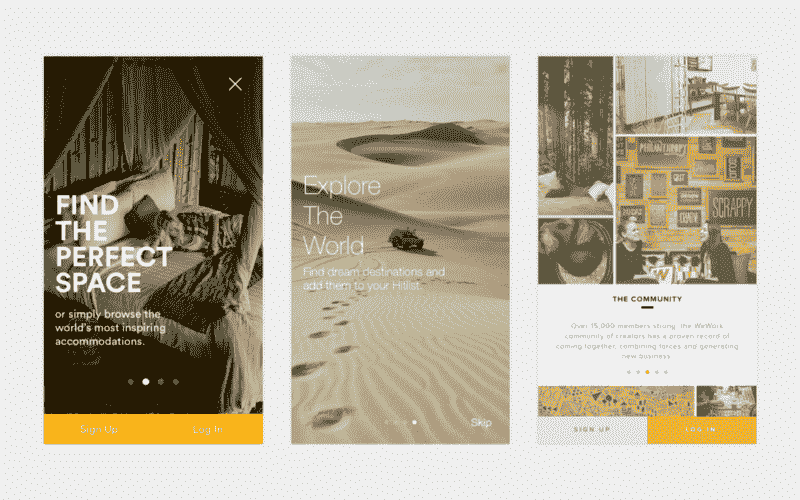 FIND
THE
PERFECT
SPACE
or simply browse the
world's most inspiring
accommodations.
Sign Up
Log In
Explore
The
World
Find dream destinations and
add them to your Hitlist.
Skip
PHILANTHROPY
SCRAPPY
W
THE COMMUNITY
Over 15,000 members strong, the WeWork
community of creators has a proven record of
coming together, combining forces and generating
new business.
SIGN UP
LOG IN